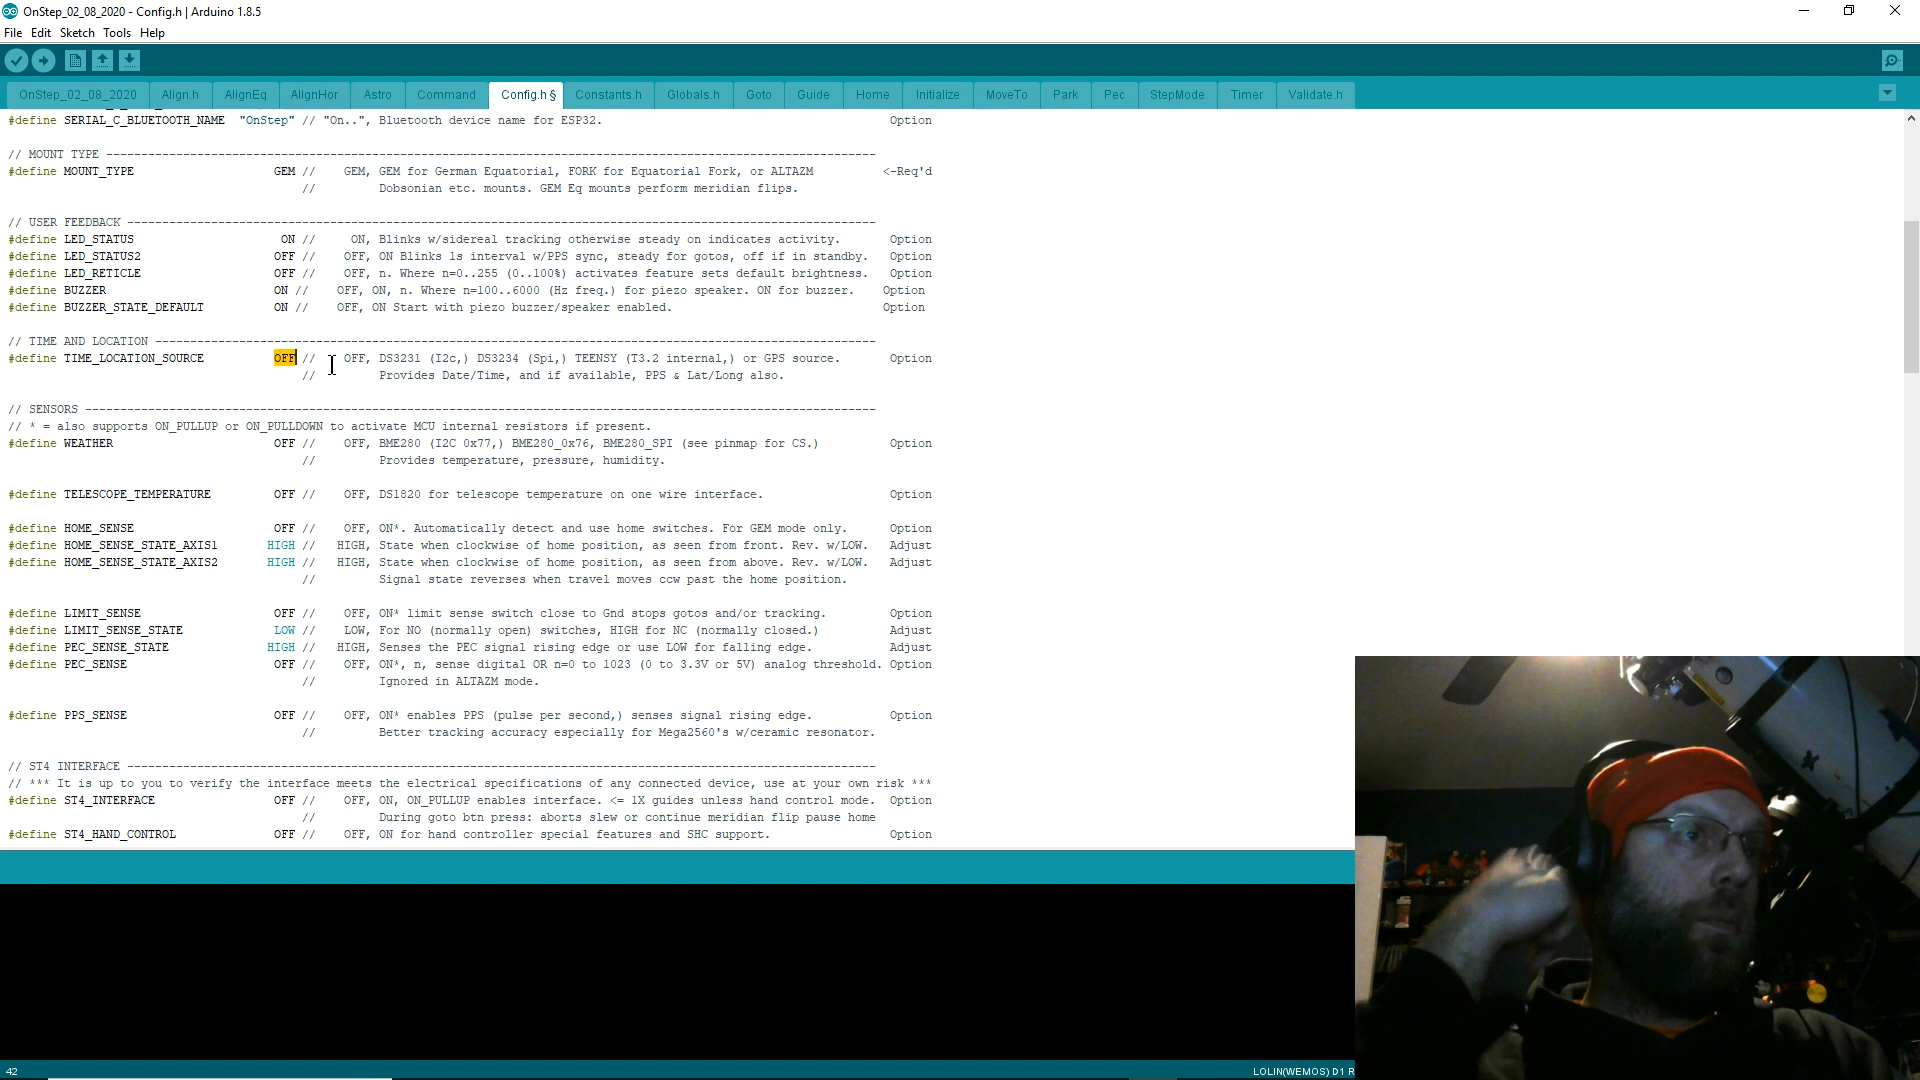 OnStep_02_08_2020 - Config.h | Arduino 1.8.5
File Edit Sketch Tools Help
OnStep_02_08_2020 Align.h AlignEq AlignHor Astro Command Config.h § Constants.h Globals.h Goto Guide Home Initialize MoveTo Park Pec StepMode Timer Validate.h
#define SERIAL_C_BLUETOOTH_NAME "OnStep" // "On..", Bluetooth device name for ESP32. Option
// MOUNT TYPE --------------------------------------------------------------------------------------------------------------
#define MOUNT_TYPE GEM // GEM, GEM for German Equatorial, FORK for Equatorial Fork, or ALTAZM <-Req'd
// Dobsonian etc. mounts. GEM Eq mounts perform meridian flips.
// USER FEEDBACK -----------------------------------------------------------------------------------------------------------
#define LED_STATUS ON // ON, Blinks w/sidereal tracking otherwise steady on indicates activity. Option
#define LED_STATUS2 OFF // OFF, ON Blinks 1s interval w/PPS sync, steady for gotos, off if in standby. Option
#define LED_RETICLE OFF // OFF, n. Where n=0..255 (0..100%) activates feature sets default brightness. Option
#define BUZZER ON // OFF, ON, n. Where n=100..6000 (Hz freq.) for piezo speaker. ON for buzzer. Option
#define BUZZER_STATE_DEFAULT ON // OFF, ON Start with piezo buzzer/speaker enabled. Option
// TIME AND LOCATION -------------------------------------------------------------------------------------------------------
#define TIME_LOCATION_SOURCE OFF // OFF, DS3231 (I2c,) DS3234 (Spi,) TEENSY (T3.2 internal,) or GPS source. Option
// Provides Date/Time, and if available, PPS & Lat/Long also.
// SENSORS -----------------------------------------------------------------------------------------------------------------
// * = also supports ON_PULLUP or ON_PULLDOWN to activate MCU internal resistors if present.
#define WEATHER OFF // OFF, BME280 (I2C 0x77,) BME280_0x76, BME280_SPI (see pinmap for CS.) Option
// Provides temperature, pressure, humidity.
#define TELESCOPE_TEMPERATURE OFF // OFF, DS1820 for telescope temperature on one wire interface. Option
#define HOME_SENSE OFF // OFF, ON*. Automatically detect and use home switches. For GEM mode only. Option
#define HOME_SENSE_STATE_AXIS1 HIGH // HIGH, State when clockwise of home position, as seen from front. Rev. w/LOW. Adjust
#define HOME_SENSE_STATE_AXIS2 HIGH // HIGH, State when clockwise of home position, as seen from above. Rev. w/LOW. Adjust
// Signal state reverses when travel moves ccw past the home position.
#define LIMIT_SENSE OFF // OFF, ON* limit sense switch close to Gnd stops gotos and/or tracking. Option
#define LIMIT_SENSE_STATE LOW // LOW, For NO (normally open) switches, HIGH for NC (normally closed.) Adjust
#define PEC_SENSE_STATE HIGH // HIGH, Senses the PEC signal rising edge or use LOW for falling edge. Adjust
#define PEC_SENSE OFF // OFF, ON*, n, sense digital OR n=0 to 1023 (0 to 3.3V or 5V) analog threshold. Option
// Ignored in ALTAZM mode.
#define PPS_SENSE OFF // OFF, ON* enables PPS (pulse per second,) senses signal rising edge. Option
// Better tracking accuracy especially for Mega2560's w/ceramic resonator.
// ST4 INTERFACE -----------------------------------------------------------------------------------------------------------
// *** It is up to you to verify the interface meets the electrical specifications of any connected device, use at your own risk ***
#define ST4_INTERFACE OFF // OFF, ON, ON_PULLUP enables interface. <= 1X guides unless hand control mode. Option
// During goto btn press: aborts slew or continue meridian flip pause home
#define ST4_HAND_CONTROL OFF // OFF, ON for hand controller special features and SHC support. Option
42 LOLIN(WEMOS) D1 R